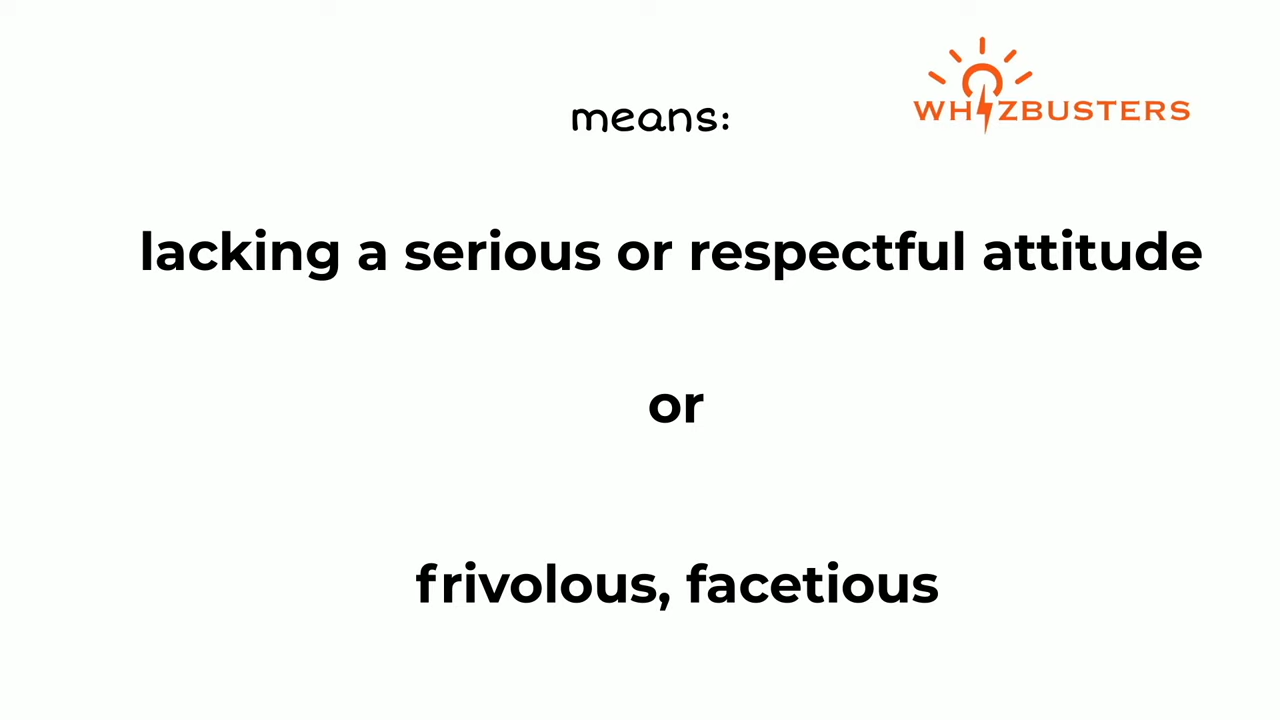 means:
WHIZBUSTERS
lacking a serious or respectful attitude
or
frivolous, facetious